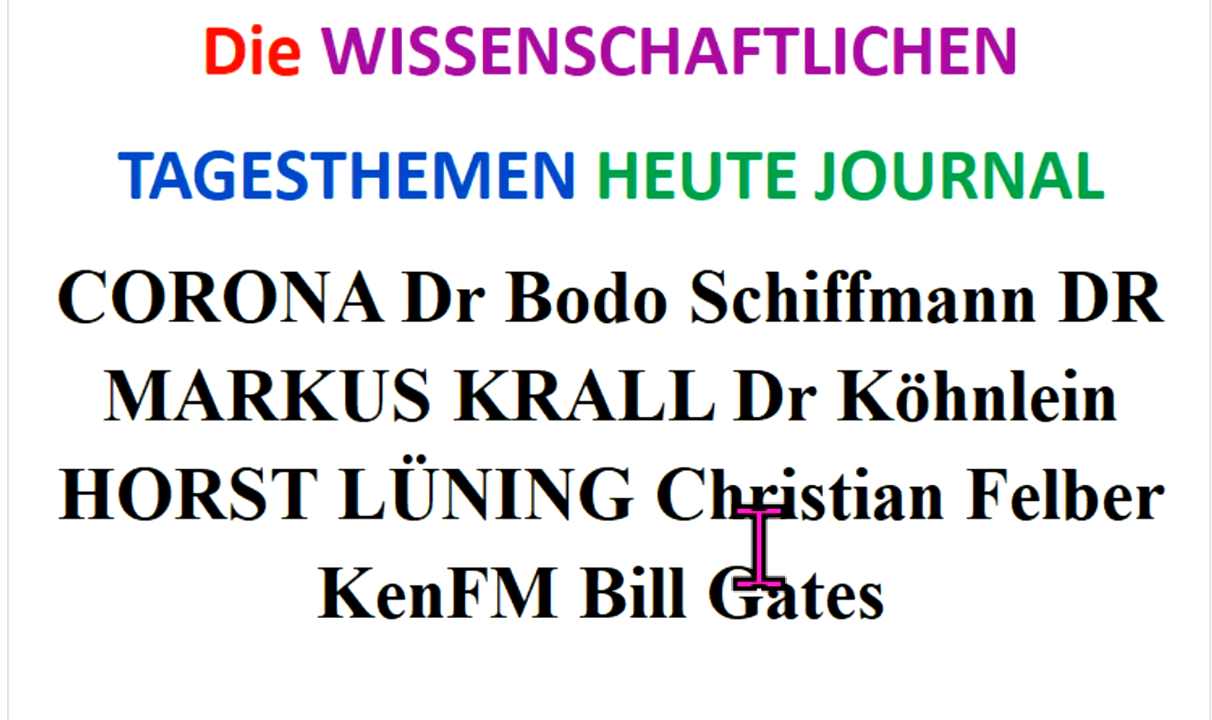 Die WISSENSCHAFTLICHEN
TAGESTHEMEN HEUTE JOURNAL
CORONA Dr Bodo Schiffmann DR
MARKUS KRALL Dr Köhnlein
HORST LÜNING Christian Felber
KenFM Bill Gates